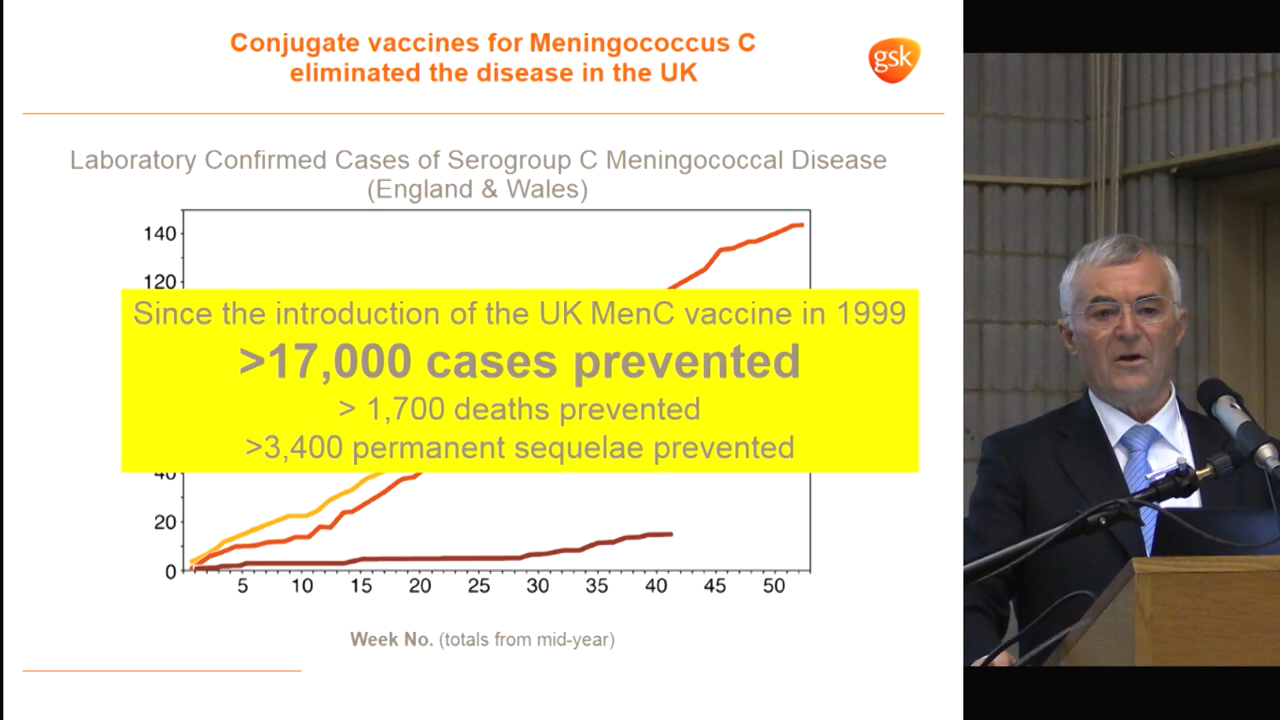 Conjugate vaccines for Meningococcus C
eliminated the disease in the UK
gsk
Laboratory Confirmed Cases of Serogroup C Meningococcal Disease
(England & Wales)
140
120
Since the introduction of the UK MenC vaccine in 1999
>17,000 cases prevented
> 1,700 deaths prevented
>3,400 permanent sequelae prevented
40
20
0
5 10 15 20 25 30 35 40 45 50
Week No. (totals from mid-year)